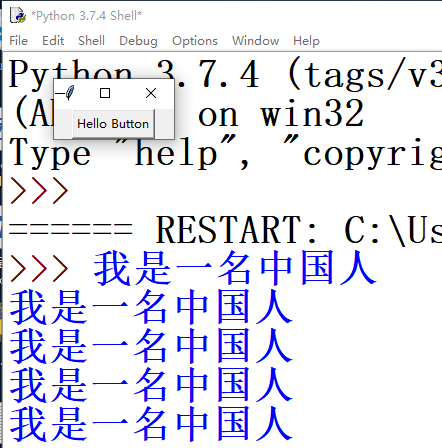 *Python 3.7.4 Shell*
File Edit Shell Debug Options Window Help
Python 3.7.4 (tags/v3
Hello Button
on win32
Type "help", "copyrig
>>>
====== RESTART: C:\Us
>>> 我是一名中国人
我是一名中国人
我是一名中国人
我是一名中国人
我是一名中国人